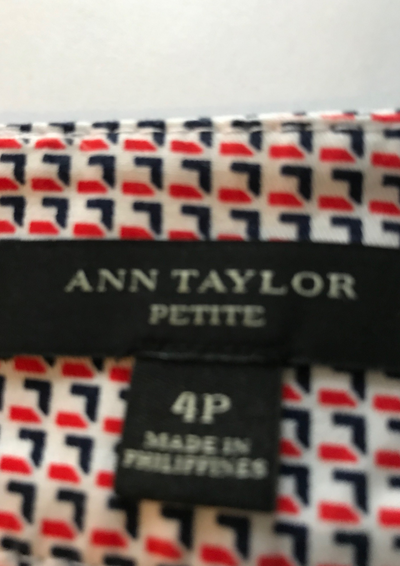 ANN TAYLOR
PETITE
4P
MADE IN
PHILIPPINES